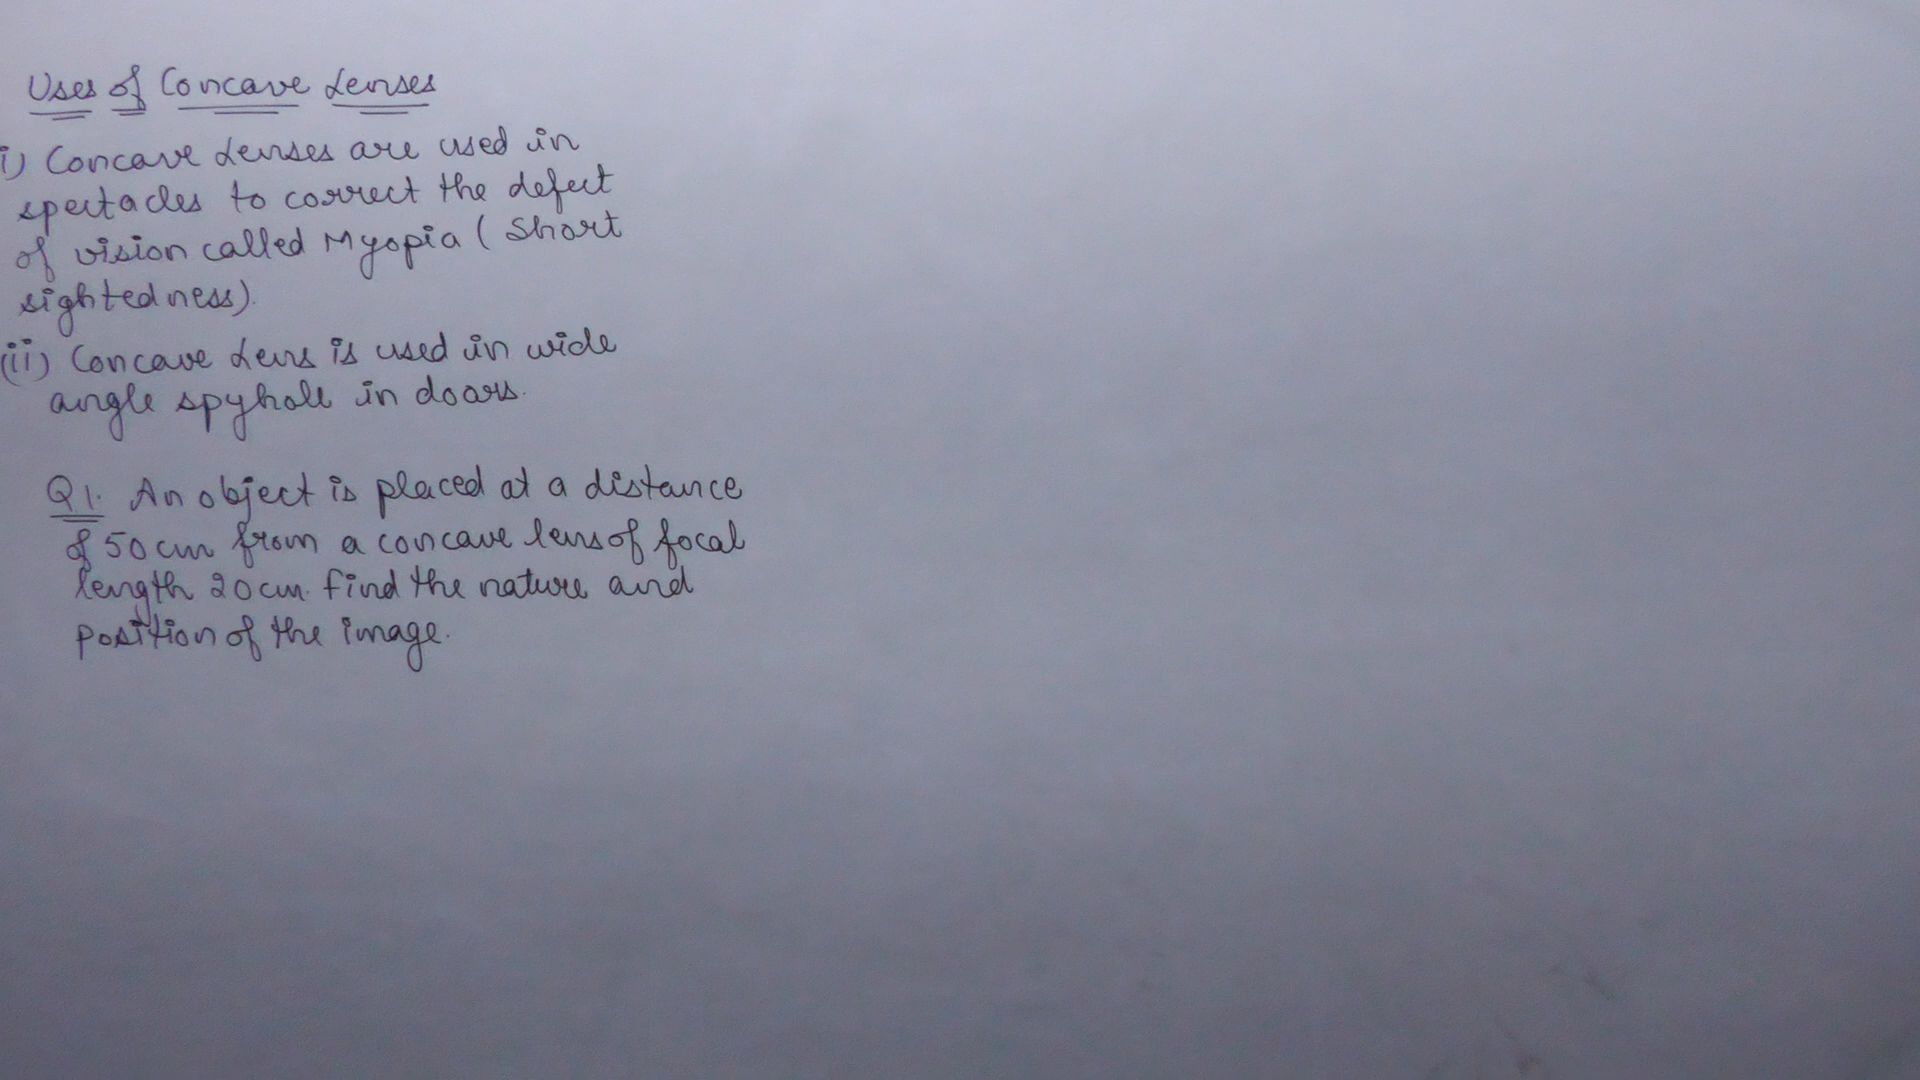 Uses of Concave Lenses
i) Concave Lenses are used in
spectacles to correct the defect
of vision called Myopia (Short
sightedness).
(ii) Concave Lens is used in wide
angle spyhole in doors.
Q1. An object is placed at a distance
of 50 cm from a concave lens of focal
length 20 cm. find the nature and
position of the image.